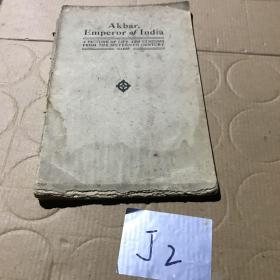 Akbar,
Emperor of India
A PICTURE OF LIFE AND CUSTOMS
FROM THE SIXTEENTH CENTURY
J2